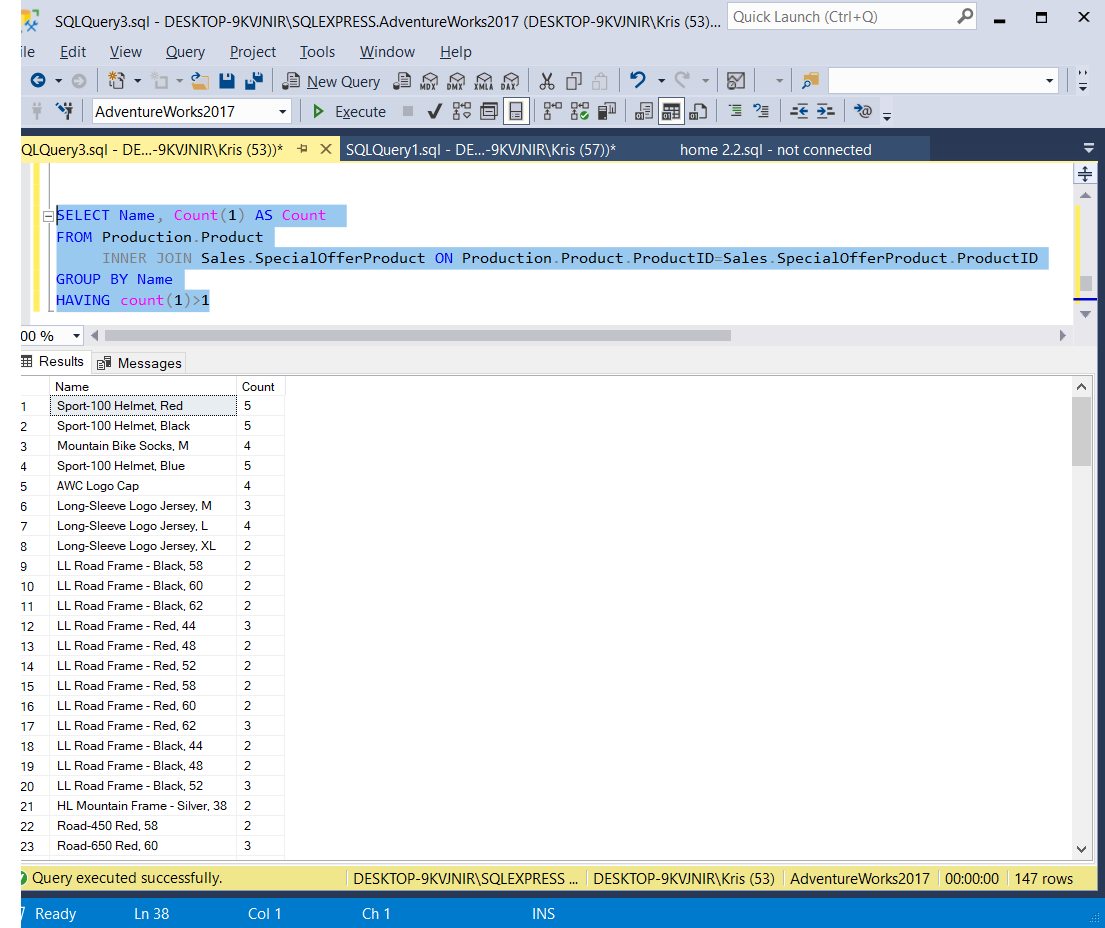 SQLQuery3.sql - DESKTOP-9KVJNIR\SQLEXPRESS.AdventureWorks2017 (DESKTOP-9KVJNIR\Kris (53)...
Quick Launch (Ctrl+Q)
ile Edit View Query Project Tools Window Help
New Query MDX DMX XMLA DAX
AdventureWorks2017 Execute
QLQuery3.sql - DE...-9KVJNIR\Kris (53))* SQLQuery1.sql - DE...-9KVJNIR\Kris (57))* home 2.2.sql - not connected
SELECT Name, Count(1) AS Count
FROM Production.Product
INNER JOIN Sales.SpecialOfferProduct ON Production.Product.ProductID=Sales.SpecialOfferProduct.ProductID
GROUP BY Name
HAVING count(1)>1
00 %
Results Messages
Name Count
1 Sport-100 Helmet, Red 5
2 Sport-100 Helmet, Black 5
3 Mountain Bike Socks, M 4
4 Sport-100 Helmet, Blue 5
5 AWC Logo Cap 4
6 Long-Sleeve Logo Jersey, M 3
7 Long-Sleeve Logo Jersey, L 4
8 Long-Sleeve Logo Jersey, XL 2
9 LL Road Frame - Black, 58 2
10 LL Road Frame - Black, 60 2
11 LL Road Frame - Black, 62 2
12 LL Road Frame - Red, 44 3
13 LL Road Frame - Red, 48 2
14 LL Road Frame - Red, 52 2
15 LL Road Frame - Red, 58 2
16 LL Road Frame - Red, 60 2
17 LL Road Frame - Red, 62 3
18 LL Road Frame - Black, 44 2
19 LL Road Frame - Black, 48 2
20 LL Road Frame - Black, 52 3
21 HL Mountain Frame - Silver, 38 2
22 Road-450 Red, 58 2
23 Road-650 Red, 60 3
Query executed successfully. DESKTOP-9KVJNIR\SQLEXPRESS ... DESKTOP-9KVJNIR\Kris (53) AdventureWorks2017 00:00:00 147 rows
Ready Ln 38 Col 1 Ch 1 INS